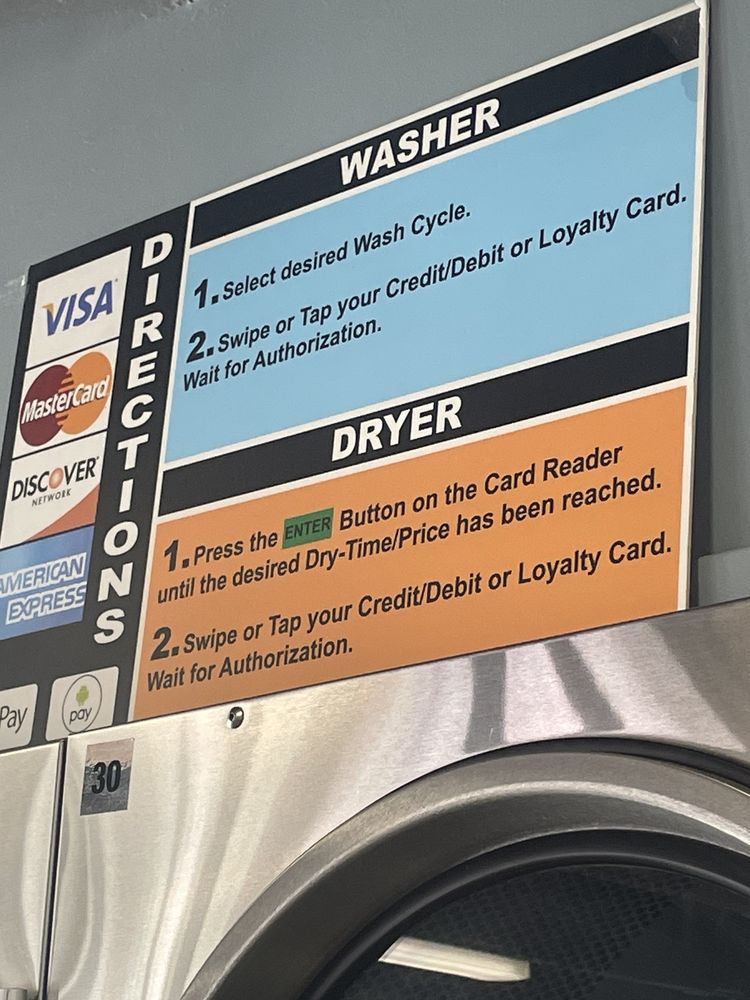 WASHER
1. Select desired Wash Cycle.
2. Swipe or Tap your Credit/Debit or Loyalty Card.
Wait for Authorization.
DIRECTIONS
VISA
MasterCard
DISCOVER
NETWORK
AMERICAN
EXPRESS
Pay
pay
DRYER
1. Press the ENTER Button on the Card Reader
until the desired Dry-Time/Price has been reached.
2. Swipe or Tap your Credit/Debit or Loyalty Card.
Wait for Authorization.
30